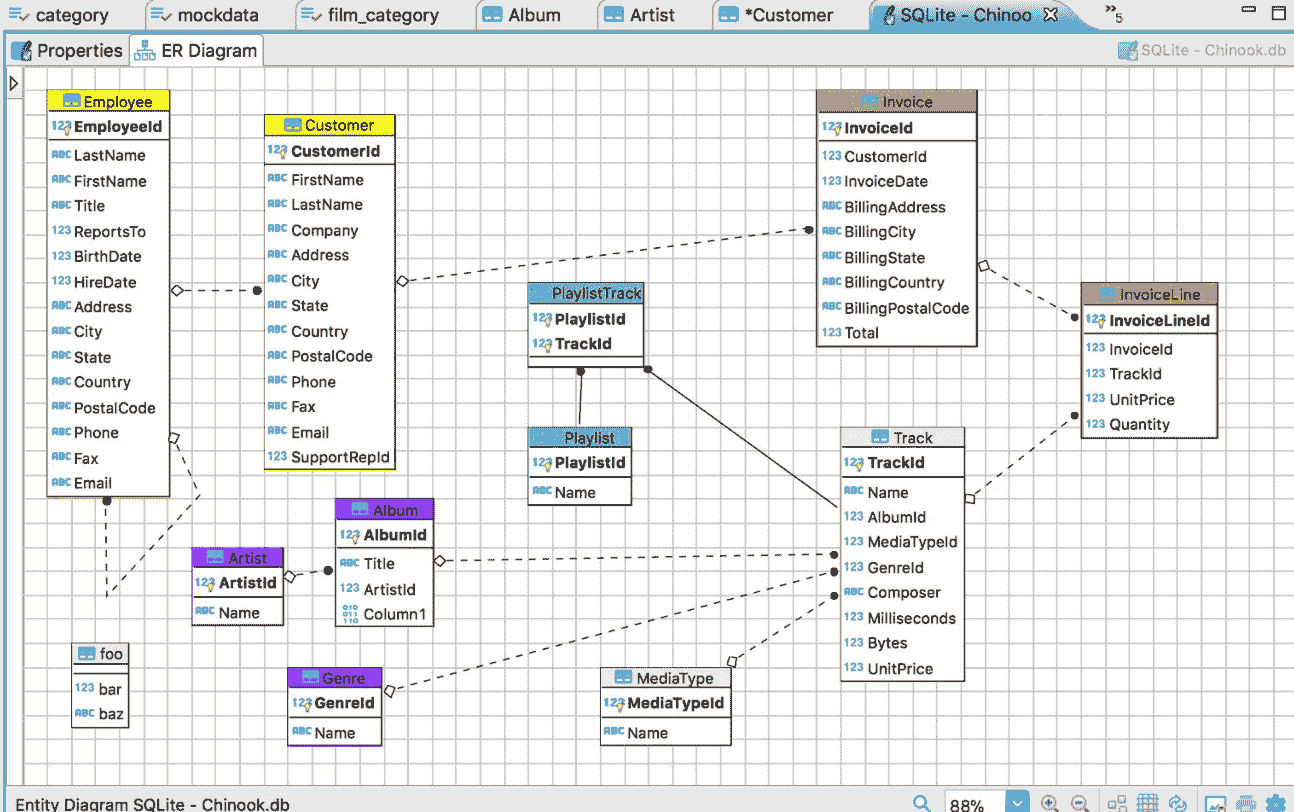 category
mockdata
film_category
Album
Artist
*Customer
SQLite - Chinoo
»5
Properties
ER Diagram
SQLite - Chinook.db
Employee
123 EmployeeId
ABC LastName
ABC FirstName
ABC Title
123 ReportsTo
123 BirthDate
123 HireDate
ABC Address
ABC City
ABC State
ABC Country
ABC PostalCode
ABC Phone
ABC Fax
ABC Email
Customer
123 CustomerId
ABC FirstName
ABC LastName
ABC Company
ABC Address
ABC City
ABC State
ABC Country
ABC PostalCode
ABC Phone
ABC Fax
ABC Email
123 SupportRepId
Invoice
123 InvoiceId
123 CustomerId
123 InvoiceDate
ABC BillingAddress
ABC BillingCity
ABC BillingState
ABC BillingCountry
ABC BillingPostalCode
123 Total
PlaylistTrack
123 PlaylistId
123 TrackId
InvoiceLine
123 InvoiceLineId
123 InvoiceId
123 TrackId
123 UnitPrice
123 Quantity
Playlist
123 PlaylistId
ABC Name
Track
123 TrackId
ABC Name
123 AlbumId
123 MediaTypeId
123 GenreId
ABC Composer
123 Milliseconds
123 Bytes
123 UnitPrice
Album
123 AlbumId
ABC Title
123 ArtistId
010 011 110 Column1
Artist
123 ArtistId
ABC Name
foo
123 bar
ABC baz
Genre
123 GenreId
ABC Name
MediaType
123 MediaTypeId
ABC Name
Entity Diagram SQLite - Chinook.db
88%